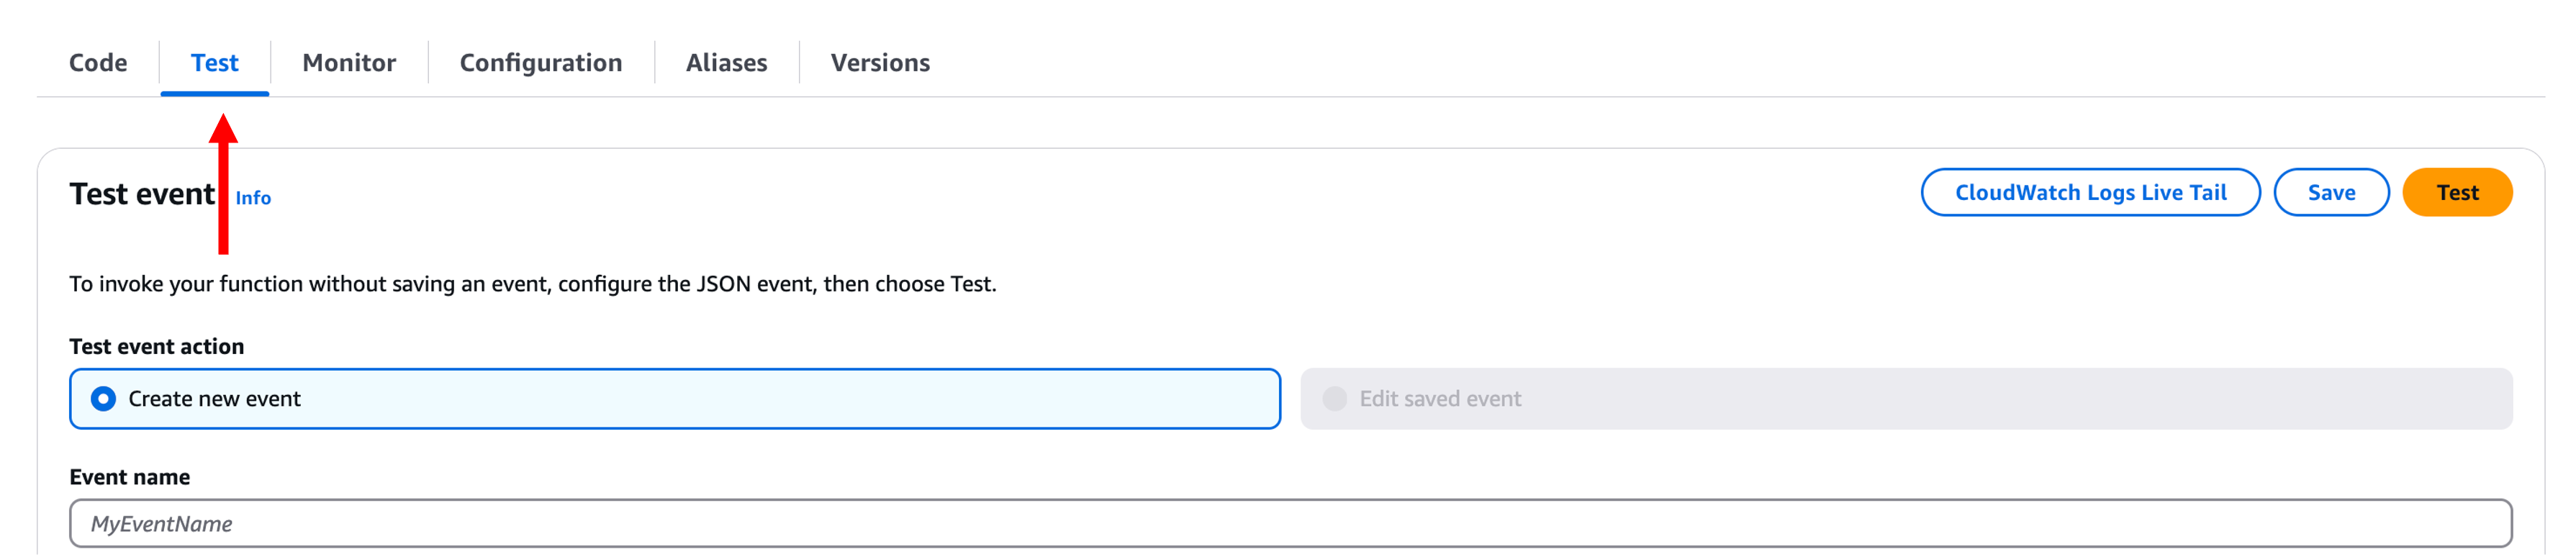 Code Test Monitor Configuration Aliases Versions
Test event Info CloudWatch Logs Live Tail Save Test
To invoke your function without saving an event, configure the JSON event, then choose Test.
Test event action
Create new event Edit saved event
Event name
MyEventName